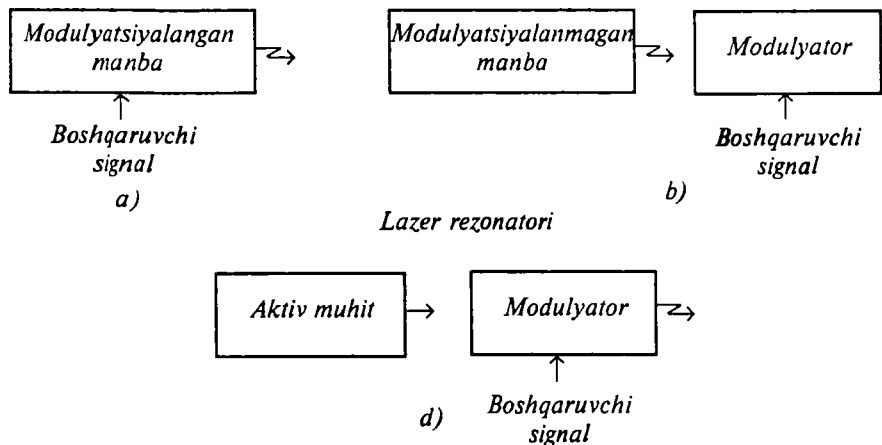 Modulyatsiyalangan
manba
Boshqaruvchi
signal
a)
Modulyatsiyalanmagan
manba
Modulyator
Boshqaruvchi
signal
b)
Lazer rezonatori
Aktiv muhit
Modulyator
Boshqaruvchi
signal
d)